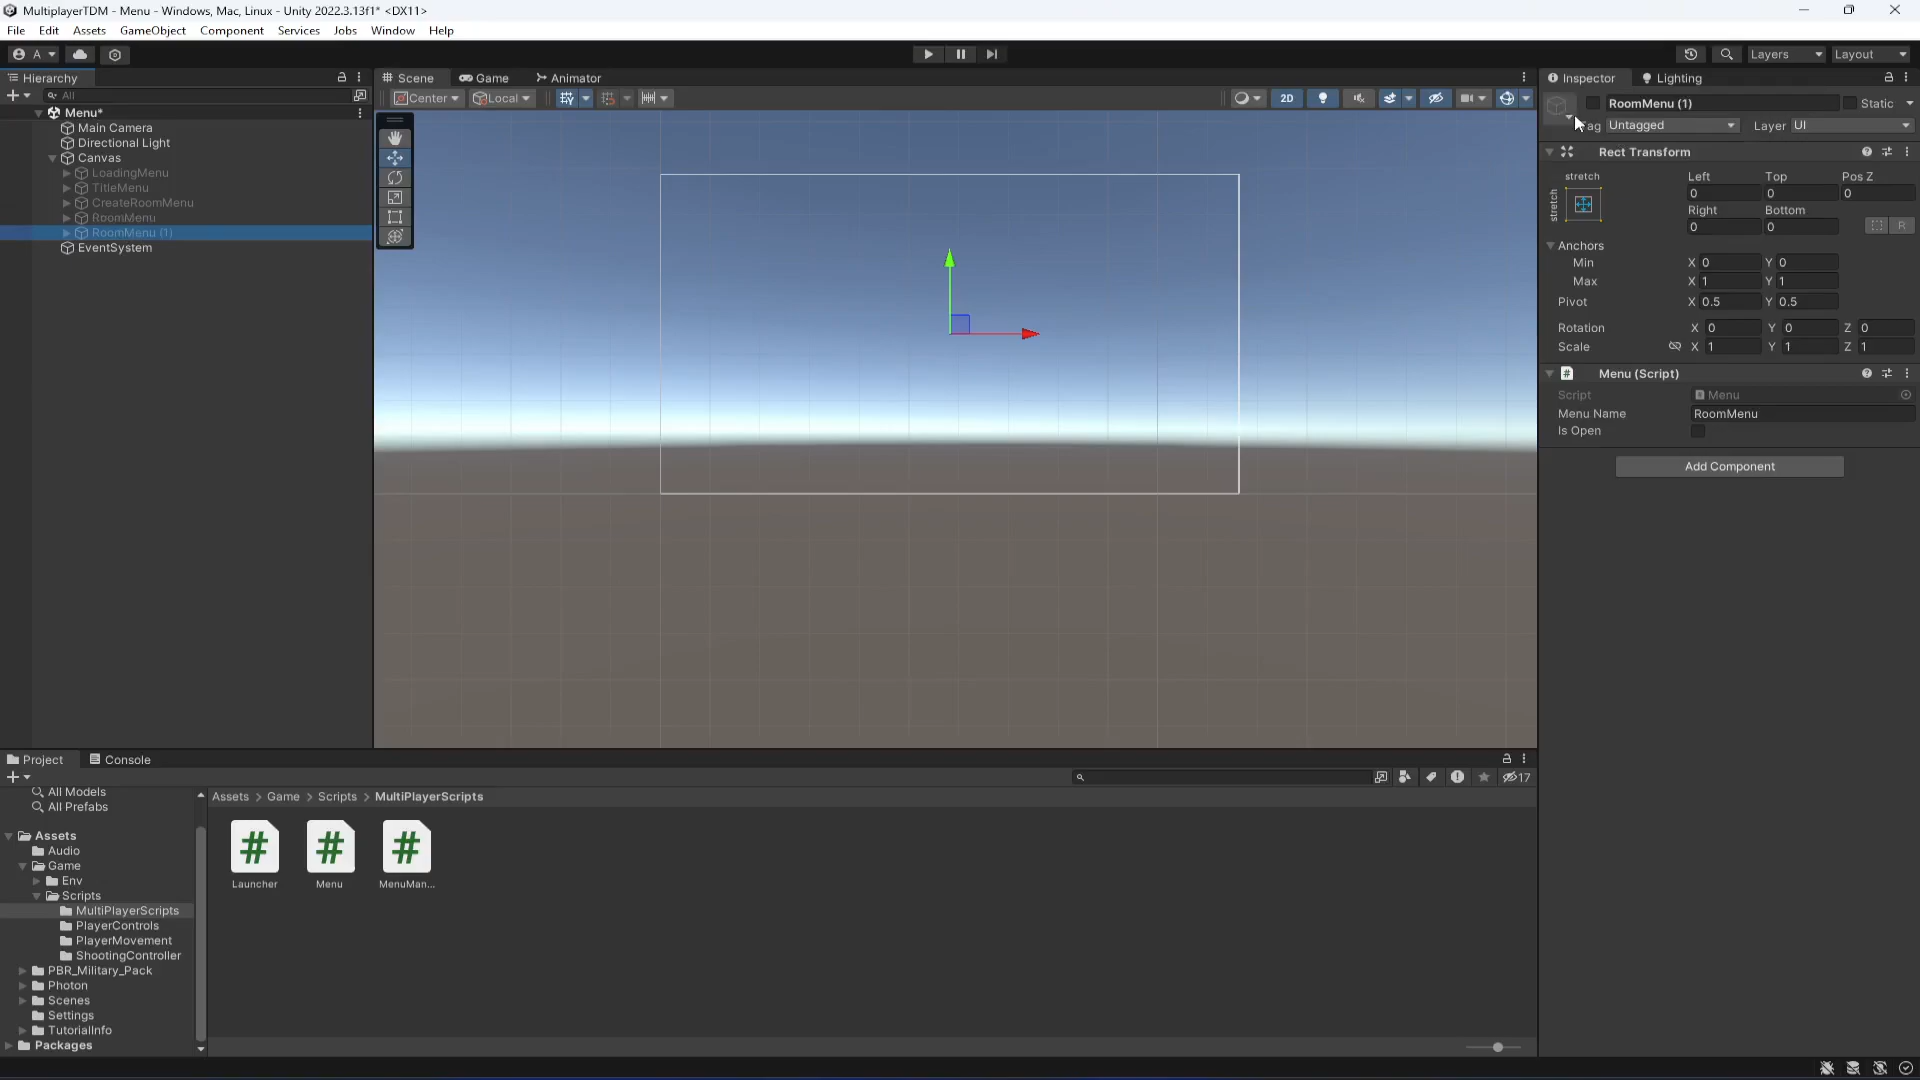 MultiplayerTDM - Menu - Windows, Mac, Linux - Unity 2022.3.13f1* <DX11>
File Edit Assets GameObject Component Services Jobs Window Help
A Layers Layout
Hierarchy
All
Menu*
Main Camera
Directional Light
Canvas
LoadingMenu
TitleMenu
CreateRoomMenu
RoomMenu
RoomMenu (1)
EventSystem
Scene Game Animator
Center Local 2D
Inspector Lighting
RoomMenu (1) Static
Tag Untagged Layer UI
Rect Transform
stretch Left Top Pos Z
stretch 0 0 0
Right Bottom
0 0 R
Anchors
Min X 0 Y 0
Max X 1 Y 1
Pivot X 0.5 Y 0.5
Rotation X 0 Y 0 Z 0
Scale X 1 Y 1 Z 1
# Menu (Script)
Script Menu
Menu Name RoomMenu
Is Open
Add Component
Project Console
17
All Models
All Prefabs
Assets
Audio
Game
Env
Scripts
MultiPlayerScripts
PlayerControls
PlayerMovement
ShootingController
PBR_Military_Pack
Photon
Scenes
Settings
TutorialInfo
Packages
Assets > Game > Scripts > MultiPlayerScripts
# # #
Launcher Menu MenuMan...